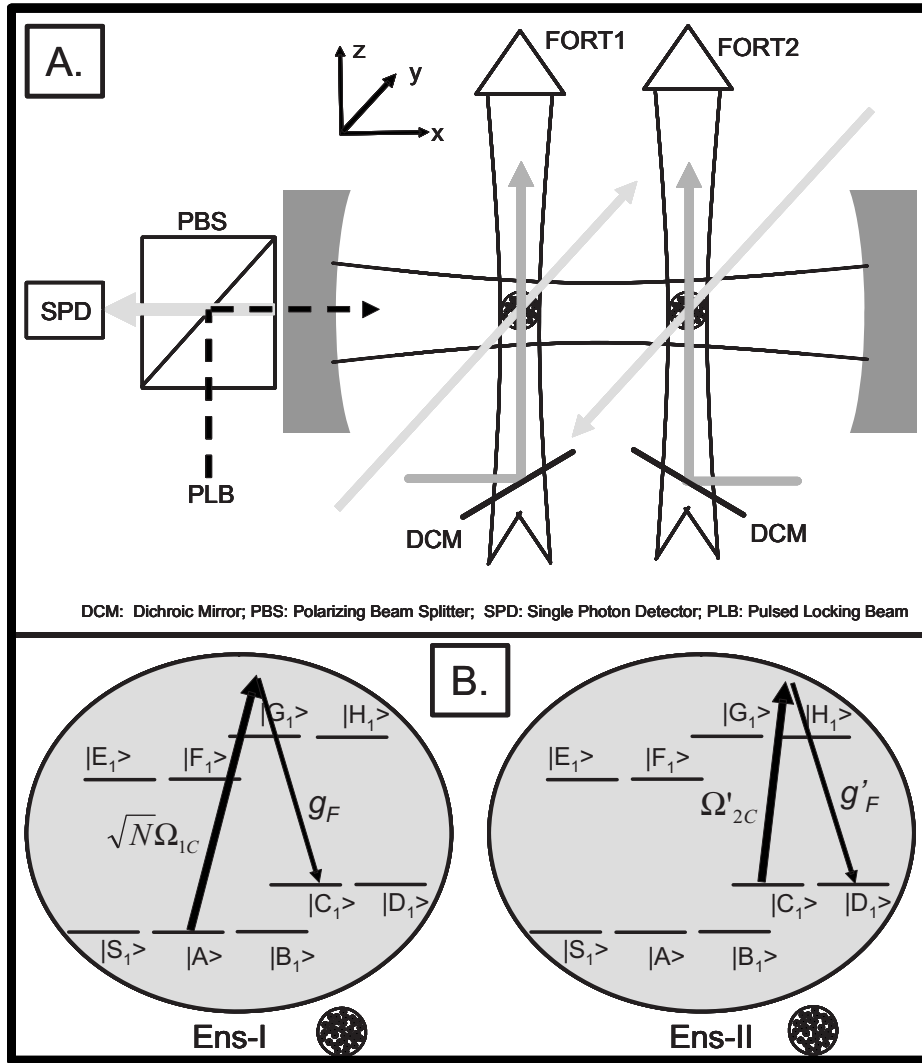 A.
z
y
x
FORT1
FORT2
PBS
SPD
PLB
DCM
DCM
DCM: Dichroic Mirror; PBS: Polarizing Beam Splitter; SPD: Single Photon Detector; PLB: Pulsed Locking Beam
B.
|G₁> |H₁>
|E₁> |F₁>
√NΩ₁C
g_F
|C₁> |D₁>
|S₁> |A> |B₁>
Ens-I
|G₁> |H₁>
|E₁> |F₁>
Ω'₂C
g'_F
|C₁> |D₁>
|S₁> |A> |B₁>
Ens-II